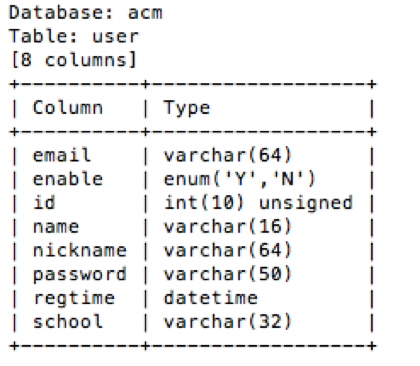 Database: acm
Table: user
[8 columns]
+----------+------------------+
| Column   | Type             |
+----------+------------------+
| email    | varchar(64)      |
| enable   | enum('Y','N')    |
| id       | int(10) unsigned |
| name     | varchar(16)      |
| nickname | varchar(64)      |
| password | varchar(50)      |
| regtime  | datetime         |
| school   | varchar(32)      |
+----------+------------------+